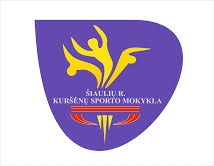 ŠIAULIŲ R.
KURŠĖNŲ SPORTO MOKYKLA